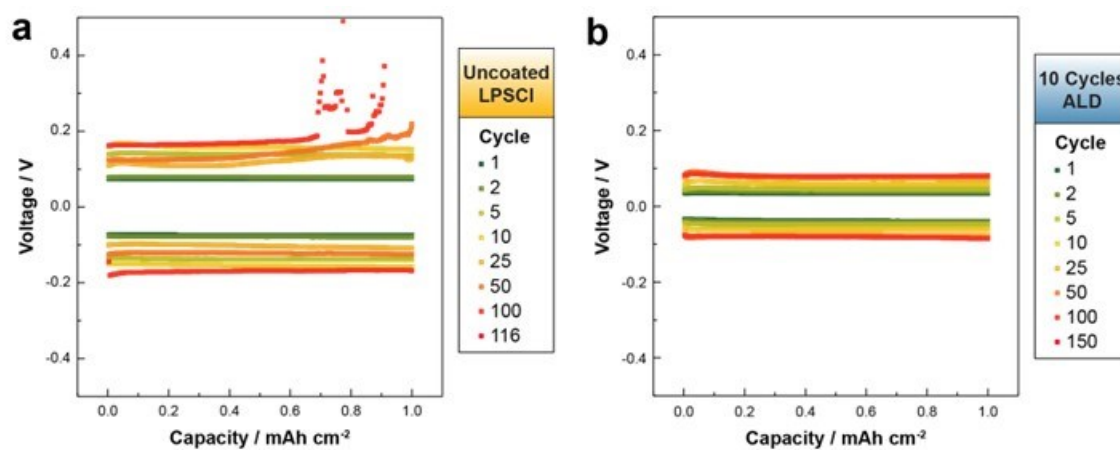 a
Voltage / V
0.4
0.2
0.0
-0.2
-0.4
0.0 0.2 0.4 0.6 0.8 1.0
Capacity / mAh cm⁻²
Uncoated
LPSCl
Cycle
1
2
5
10
25
50
100
116
b
Voltage / V
0.4
0.2
0.0
-0.2
-0.4
0.0 0.2 0.4 0.6 0.8 1.0
Capacity / mAh cm⁻²
10 Cycles
ALD
Cycle
1
2
5
10
25
50
100
150